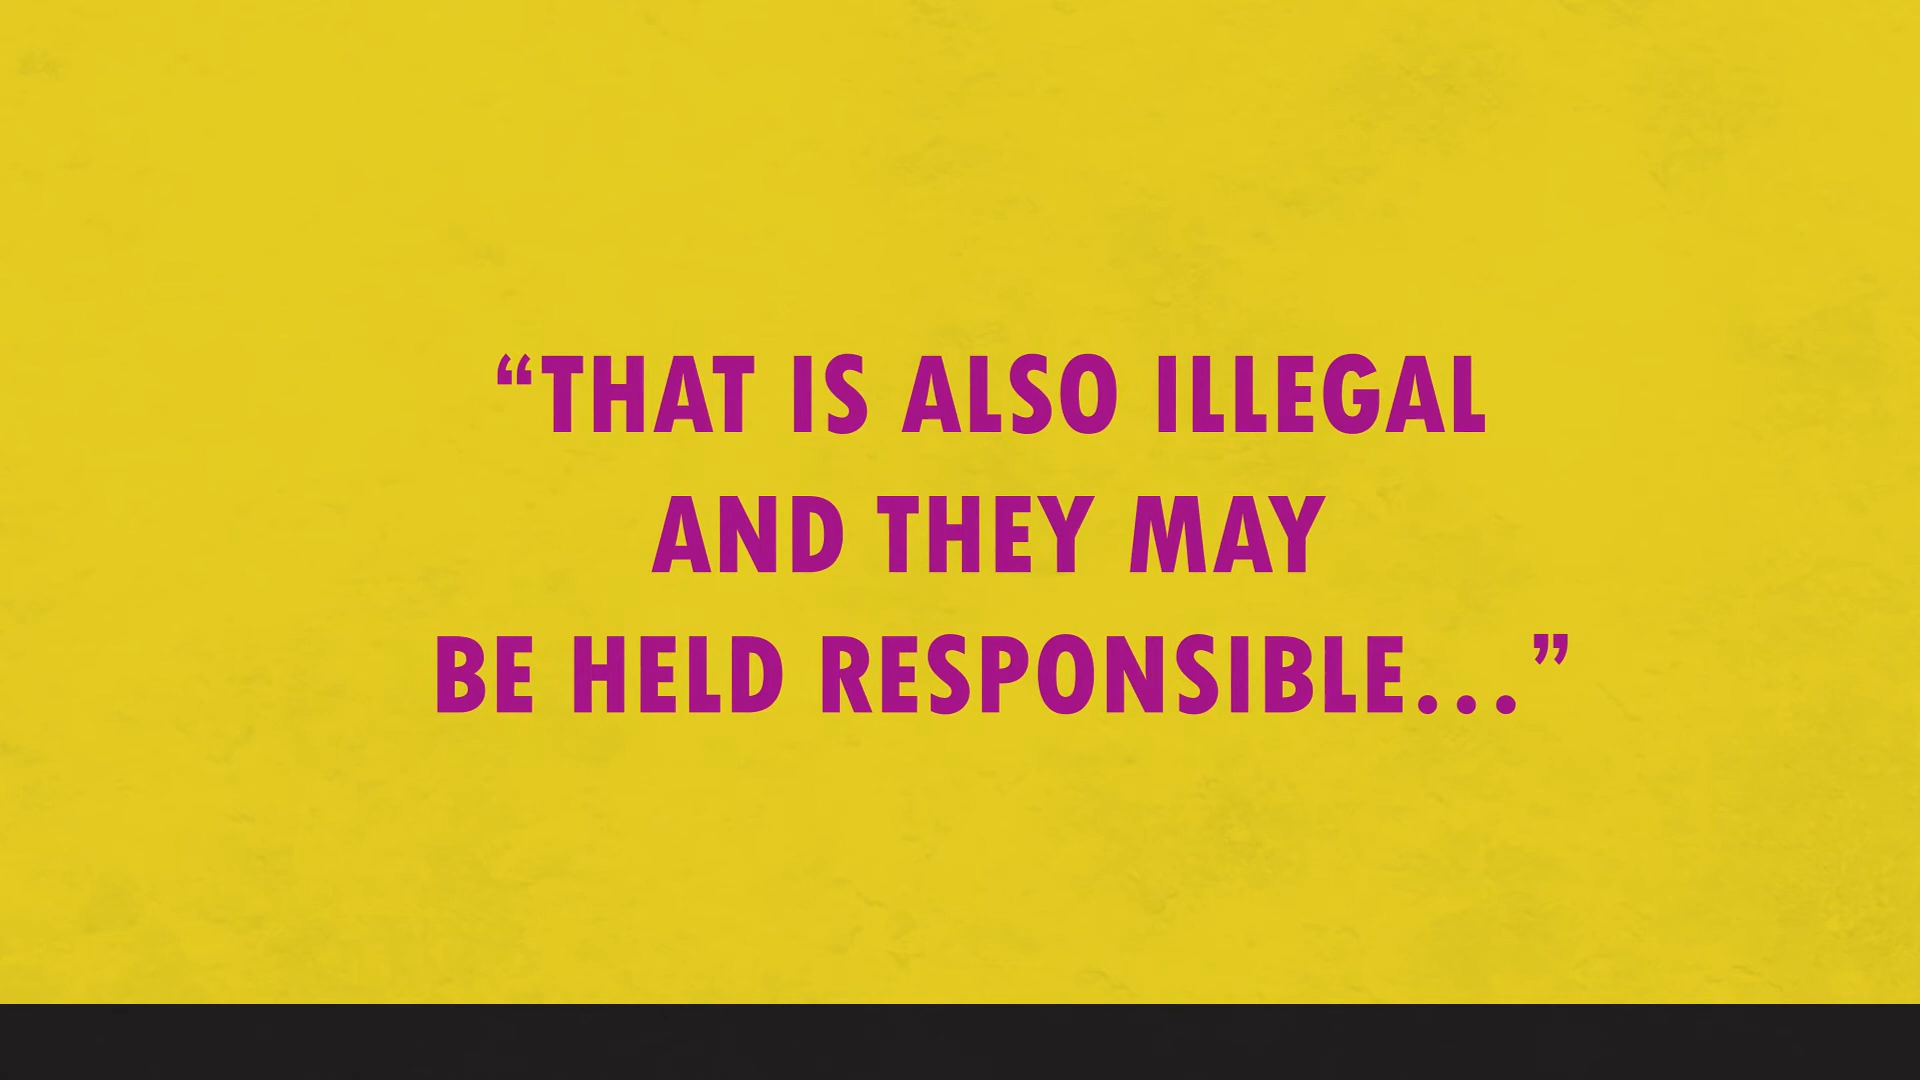 “THAT IS ALSO ILLEGAL
AND THEY MAY
BE HELD RESPONSIBLE...”